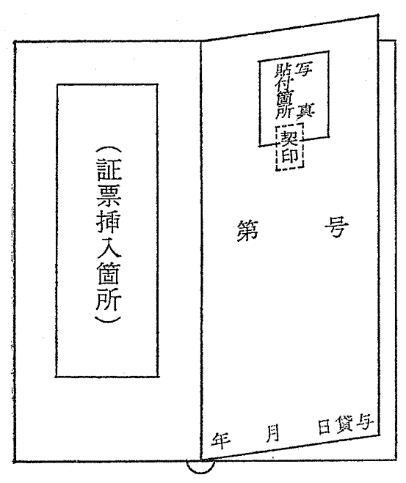 （証票挿入箇所）
写真
貼付箇所
契印
第　号
年　月　日貸与